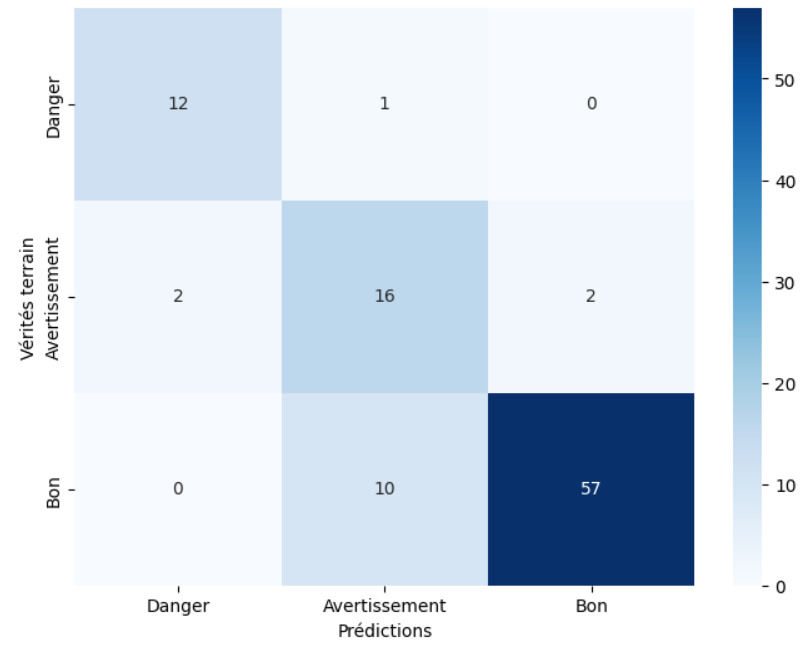 Danger
12
1
0
Vérités terrain
Avertissement
2
16
2
Bon
0
10
57
Danger
Avertissement
Bon
Prédictions
50
40
30
20
10
0